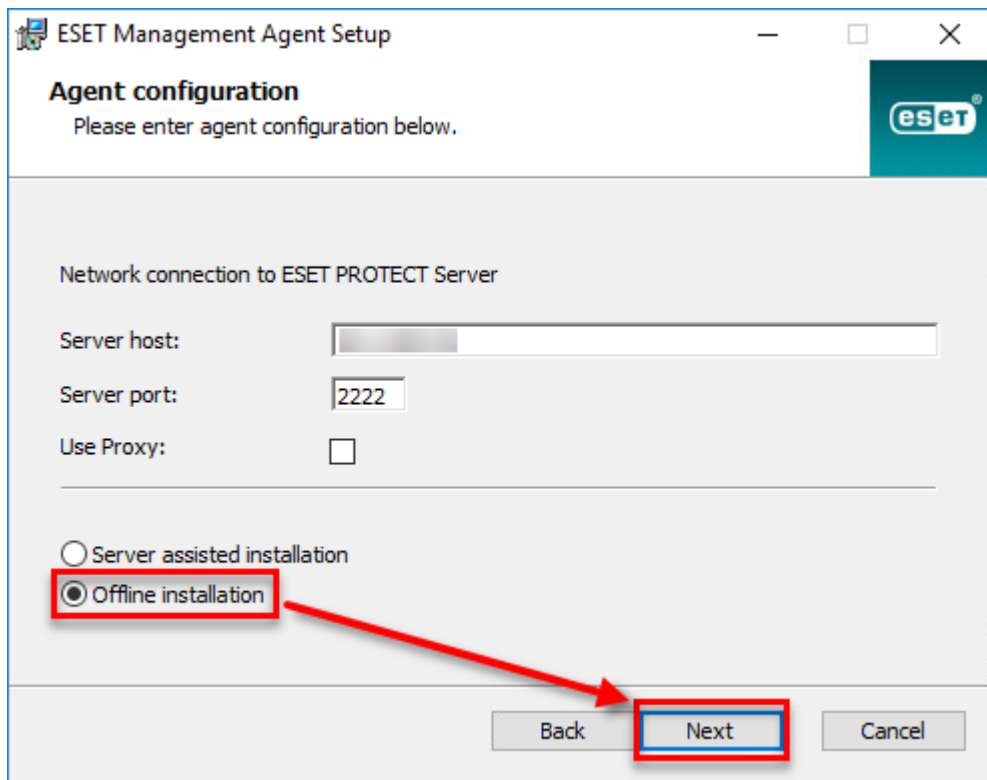 ESET Management Agent Setup
Agent configuration
Please enter agent configuration below.
eset®
Network connection to ESET PROTECT Server
Server host:
Server port: 2222
Use Proxy:
Server assisted installation
Offline installation
Back Next Cancel